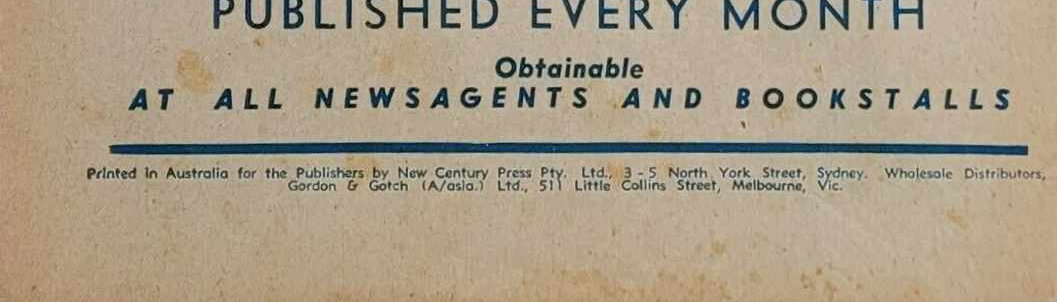 PUBLISHED EVERY MONTH
Obtainable
AT ALL NEWSAGENTS AND BOOKSTALLS
Printed in Australia for the Publishers by New Century Press Pty. Ltd., 3 - 5 North York Street, Sydney. Wholesale Distributors,
Gordon & Gotch (A/asia.) Ltd., 511 Little Collins Street, Melbourne, Vic.